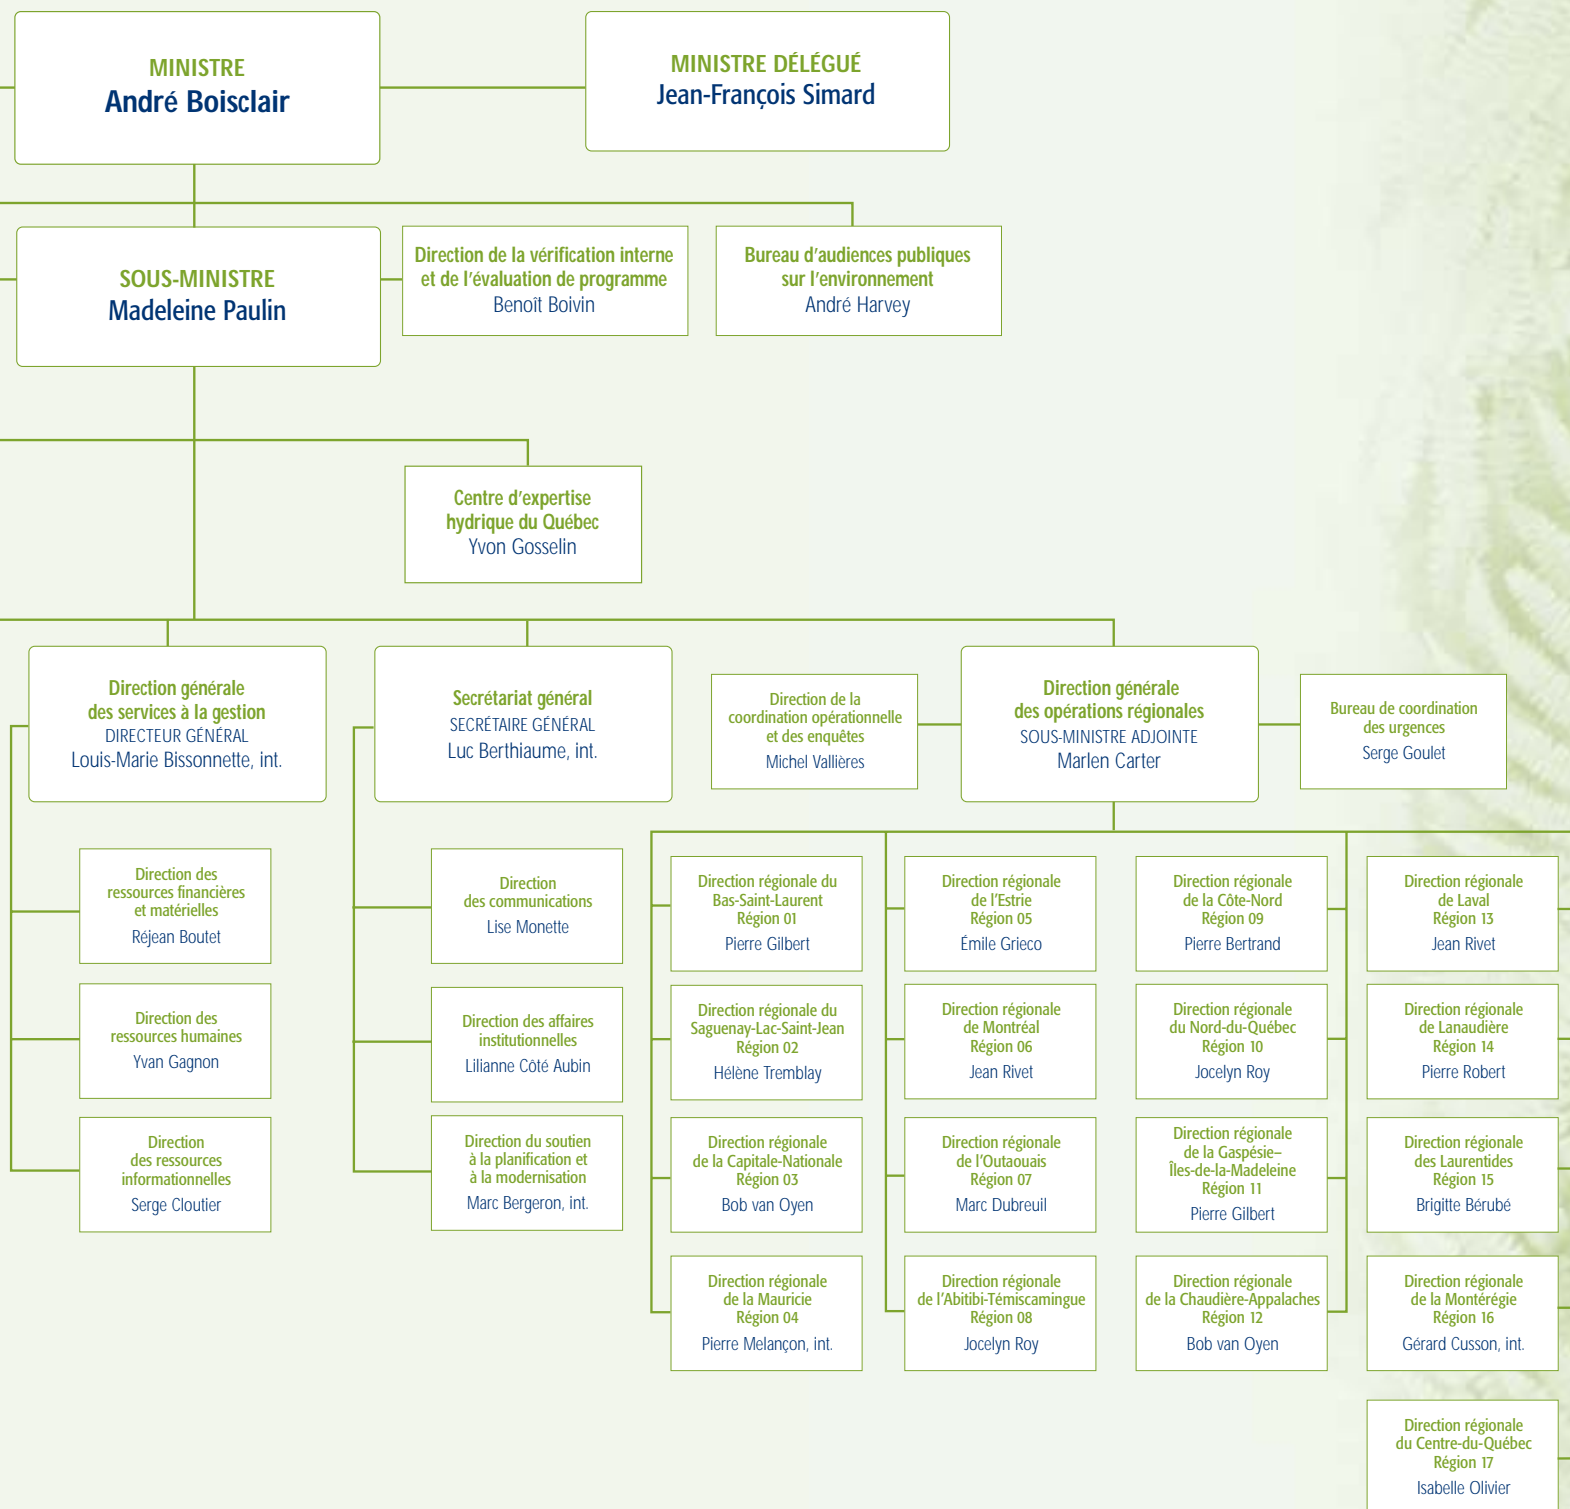 MINISTRE
André Boisclair
MINISTRE DÉLÉGUÉ
Jean-François Simard
SOUS-MINISTRE
Madeleine Paulin
Direction de la vérification interne
et de l'évaluation de programme
Benoît Boivin
Bureau d'audiences publiques
sur l'environnement
André Harvey
Centre d'expertise
hydrique du Québec
Yvon Gosselin
Direction générale
des services à la gestion
DIRECTEUR GÉNÉRAL
Louis-Marie Bissonnette, int.
Secrétariat général
SECRÉTAIRE GÉNÉRAL
Luc Berthiaume, int.
Direction de la
coordination opérationnelle
et des enquêtes
Michel Vallières
Direction générale
des opérations régionales
SOUS-MINISTRE ADJOINTE
Marlen Carter
Bureau de coordination
des urgences
Serge Goulet
Direction des
ressources financières
et matérielles
Réjean Boutet
Direction des
ressources humaines
Yvan Gagnon
Direction
des ressources
informationnelles
Serge Cloutier
Direction
des communications
Lise Monette
Direction des affaires
institutionnelles
Lilianne Côté Aubin
Direction du soutien
à la planification et
à la modernisation
Marc Bergeron, int.
Direction régionale du
Bas-Saint-Laurent
Région 01
Pierre Gilbert
Direction régionale du
Saguenay-Lac-Saint-Jean
Région 02
Hélène Tremblay
Direction régionale
de la Capitale-Nationale
Région 03
Bob van Oyen
Direction régionale
de la Mauricie
Région 04
Pierre Melançon, int.
Direction régionale
de l'Estrie
Région 05
Émile Grieco
Direction régionale
de Montréal
Région 06
Jean Rivet
Direction régionale
de l'Outaouais
Région 07
Marc Dubreuil
Direction régionale
de l'Abitibi-Témiscamingue
Région 08
Jocelyn Roy
Direction régionale
de la Côte-Nord
Région 09
Pierre Bertrand
Direction régionale
du Nord-du-Québec
Région 10
Jocelyn Roy
Direction régionale
de la Gaspésie–
Îles-de-la-Madeleine
Région 11
Pierre Gilbert
Direction régionale
de la Chaudière-Appalaches
Région 12
Bob van Oyen
Direction régionale
de Laval
Région 13
Jean Rivet
Direction régionale
de Lanaudière
Région 14
Pierre Robert
Direction régionale
des Laurentides
Région 15
Brigitte Bérubé
Direction régionale
de la Montérégie
Région 16
Gérard Cusson, int.
Direction régionale
du Centre-du-Québec
Région 17
Isabelle Olivier